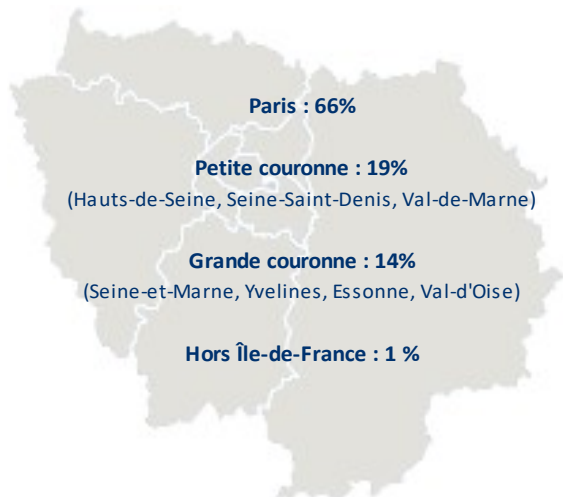 Paris : 66%
Petite couronne : 19%
(Hauts-de-Seine, Seine-Saint-Denis, Val-de-Marne)
Grande couronne : 14%
(Seine-et-Marne, Yvelines, Essonne, Val-d'Oise)
Hors Île-de-France : 1 %